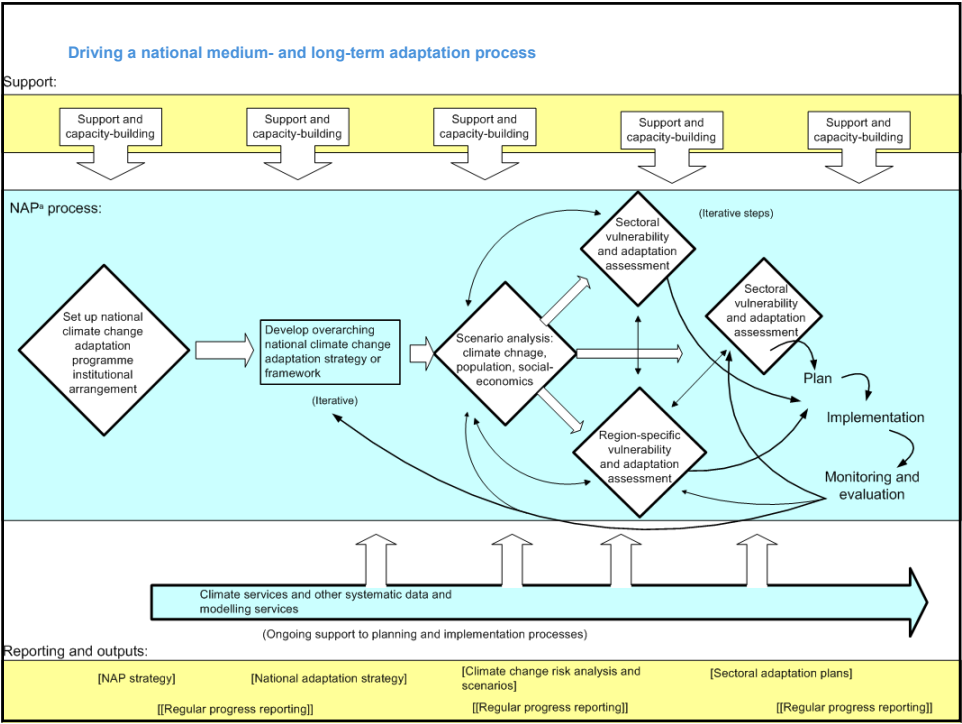 Driving a national medium- and long-term adaptation process
Support:
Support and
capacity-building
Support and
capacity-building
Support and
capacity-building
Support and
capacity-building
Support and
capacity-building
NAPª process:
Set up national
climate change
adaptation
programme
institutional
arrangement
Develop overarching
national climate change
adaptation strategy or
framework
(Iterative)
Scenario analysis:
climate chnage,
population, social-
economics
Sectoral
vulnerability
and adaptation
assessment
(Iterative steps)
Sectoral
vulnerability
and adaptation
assessment
Region-specific
vulnerability
and adaptation
assessment
Plan
Implementation
Monitoring and
evaluation
Climate services and other systematic data and
modelling services
(Ongoing support to planning and implementation processes)
Reporting and outputs:
[NAP strategy]
[National adaptation strategy]
[Climate change risk analysis and
scenarios]
[Sectoral adaptation plans]
[[Regular progress reporting]]
[[Regular progress reporting]]
[[Regular progress reporting]]